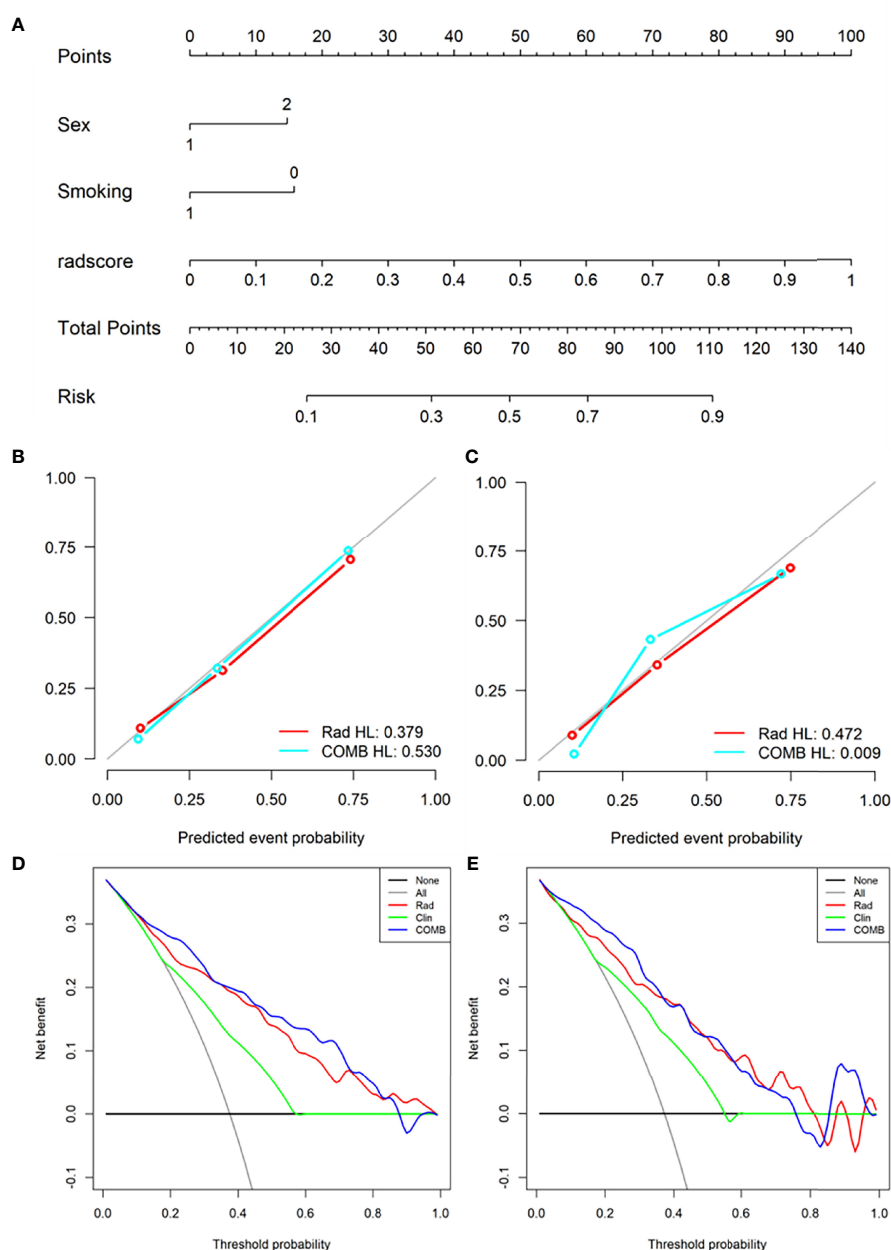 A
Points
0 10 20 30 40 50 60 70 80 90 100
Sex
2
1
Smoking
0
1
radscore
0 0.1 0.2 0.3 0.4 0.5 0.6 0.7 0.8 0.9 1
Total Points
0 10 20 30 40 50 60 70 80 90 100 110 120 130 140
Risk
0.1 0.3 0.5 0.7 0.9
B
1.00
0.75
0.50
0.25
0.00
Rad HL: 0.379
COMB HL: 0.530
0.00 0.25 0.50 0.75 1.00
Predicted event probability
C
1.00
0.75
0.50
0.25
0.00
Rad HL: 0.472
COMB HL: 0.009
0.00 0.25 0.50 0.75 1.00
Predicted event probability
D
None
All
Rad
Clin
COMB
Net benefit
0.3
0.2
0.1
0.0
-0.1
0.0 0.2 0.4 0.6 0.8 1.0
Threshold probability
E
None
All
Rad
Clin
COMB
Net benefit
0.3
0.2
0.1
0.0
-0.1
0.0 0.2 0.4 0.6 0.8 1.0
Threshold probability